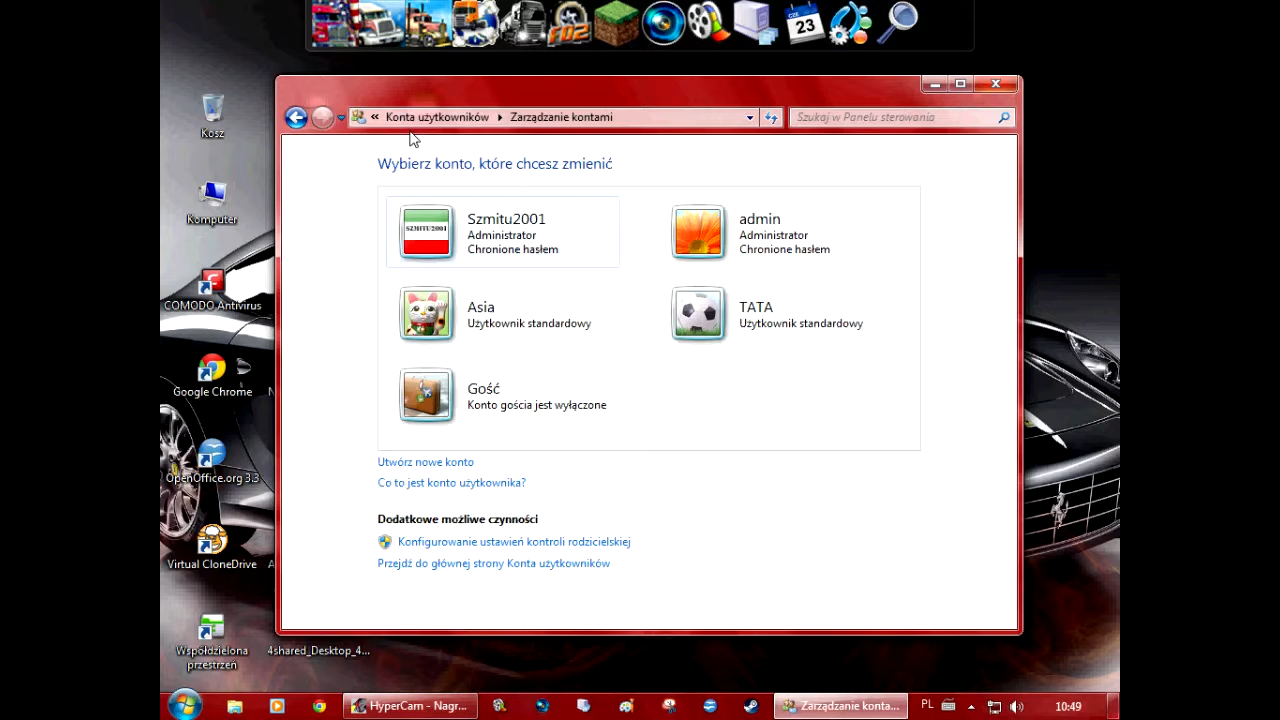 CZE
23
Konta użytkowników
Zarządzanie kontami
Szukaj w Panelu sterowania
Kosz
Komputer
COMODO Antivirus
Google Chrome
OpenOffice.org 3.3
Virtual CloneDrive
Współdzielona
przestrzeń
4shared_Desktop_4...
Wybierz konto, które chcesz zmienić
SZMITU2001
Szmitu2001
Administrator
Chronione hasłem
admin
Administrator
Chronione hasłem
Asia
Użytkownik standardowy
TATA
Użytkownik standardowy
Gość
Konto gościa jest wyłączone
Utwórz nowe konto
Co to jest konto użytkownika?
Dodatkowe możliwe czynności
Konfigurowanie ustawień kontroli rodzicielskiej
Przejdź do głównej strony Konta użytkowników
HyperCam - Nagr...
Zarządzanie konta...
PL
10:49